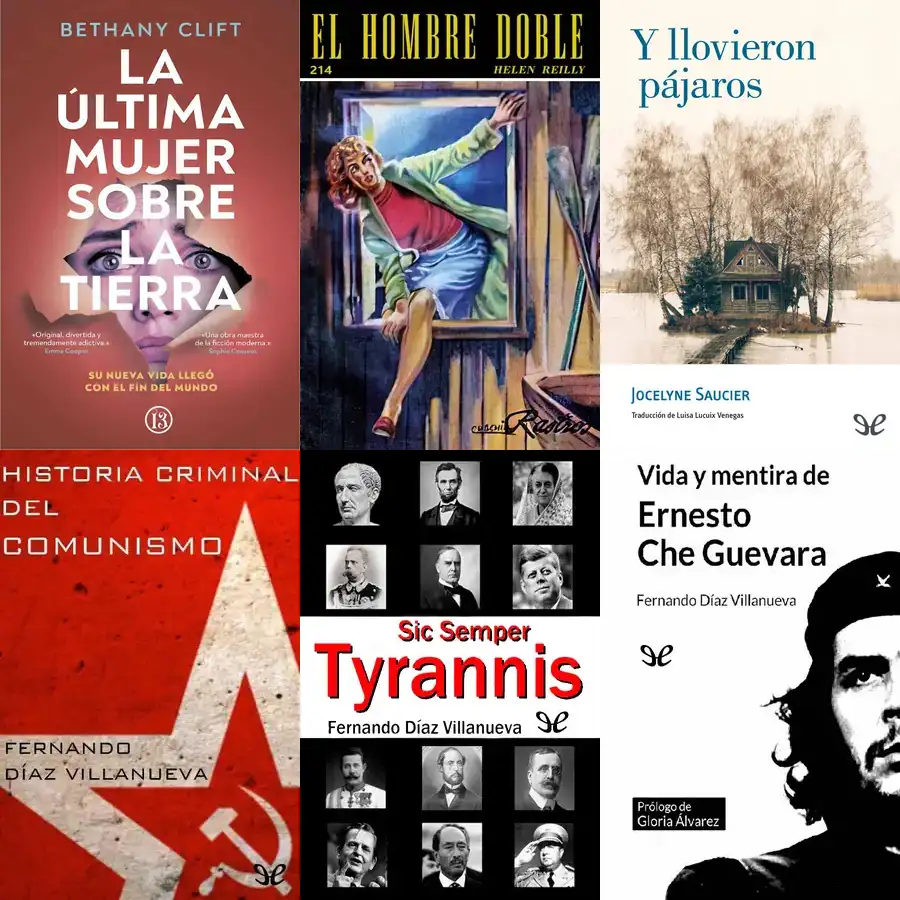 BETHANY CLIFT
LA
ÚLTIMA
MUJER
SOBRE
LA
TIERRA
«Original, divertida y
tremendamente adictiva.»
Emma Cooper
«Una obra maestra
de la ficción moderna.»
SU NUEVA VIDA LLEGÓ
CON EL FIN DEL MUNDO
13
EL HOMBRE DOBLE
214
HELEN REILLY
Rastros
Y llovieron
pájaros
JOCELYNE SAUCIER
Traducción de Luisa Lucuix Venegas
HISTORIA CRIMINAL
DEL
COMUNISMO
FERNANDO
DÍAZ VILLANUEVA
Sic Semper
Tyrannis
Fernando Díaz Villanueva
Vida y mentira de
Ernesto
Che Guevara
Fernando Díaz Villanueva
Prólogo de
Gloria Álvarez